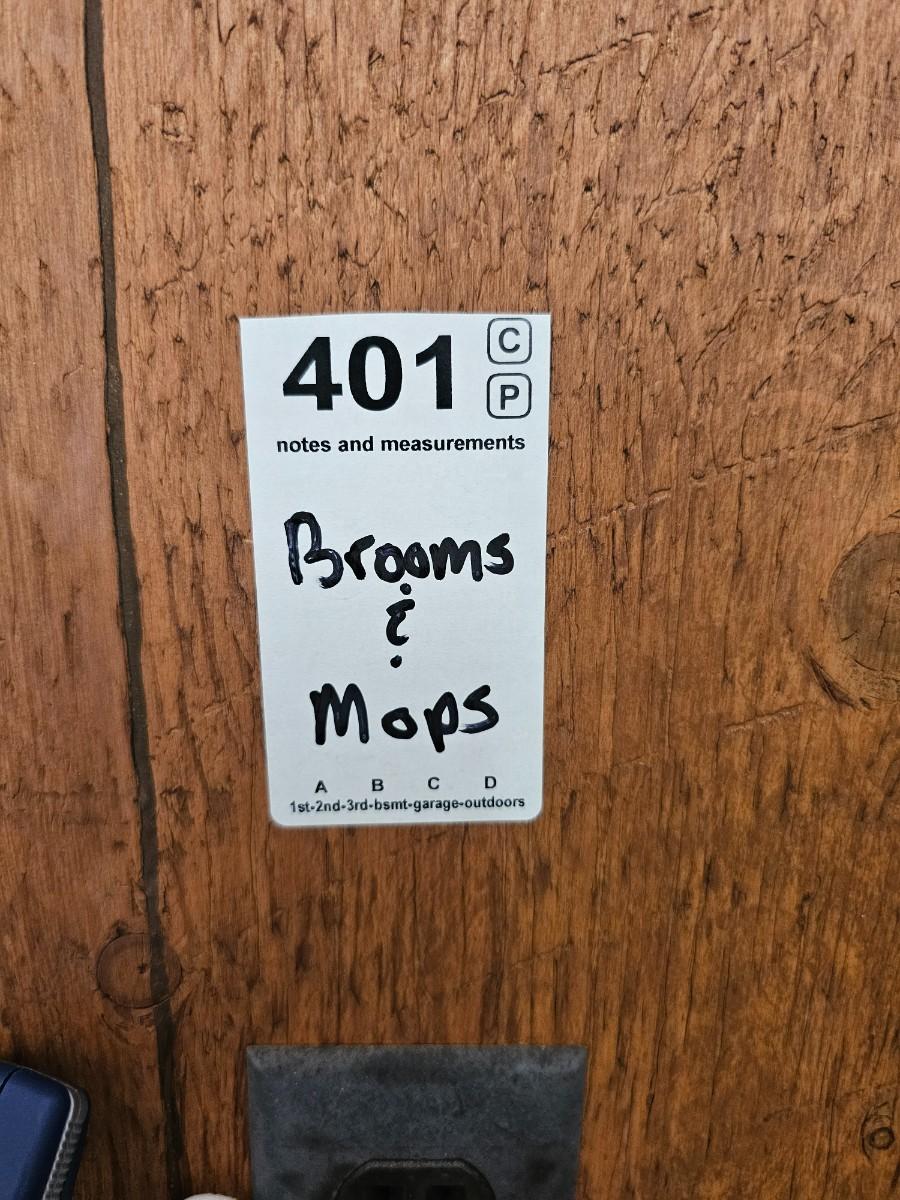 401 C
P
notes and measurements
Brooms
&
Mops
A B C D
1st-2nd-3rd-bsmt-garage-outdoors